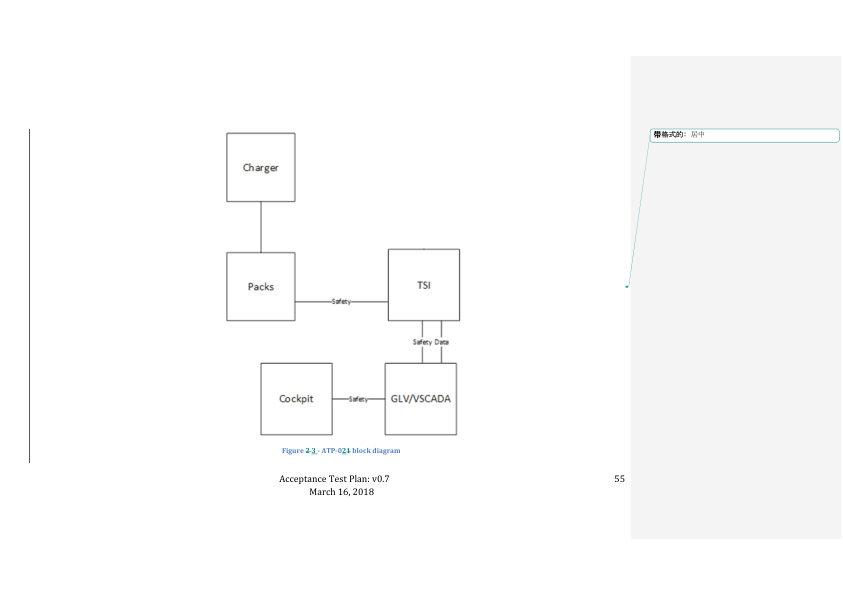 带格式的: 居中
Charger
Packs
TSI
Safety
Safety Data
Cockpit
Safety
GLV/VSCADA
Figure 2-3 - ATP-021 block diagram
Acceptance Test Plan: v0.7
55
March 16, 2018